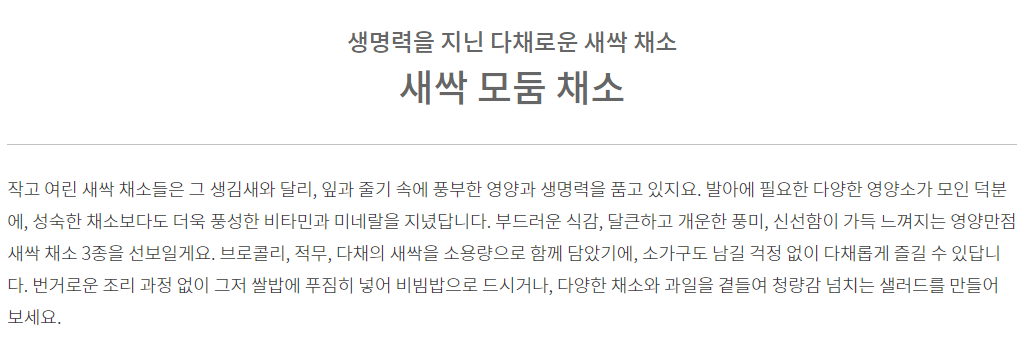 생명력을 지닌 다채로운 새싹 채소
새싹 모둠 채소
작고 여린 새싹 채소들은 그 생김새와 달리, 잎과 줄기 속에 풍부한 영양과 생명력을 품고 있지요. 발아에 필요한 다양한 영양소가 모인 덕분
에, 성숙한 채소보다도 더욱 풍성한 비타민과 미네랄을 지녔답니다. 부드러운 식감, 달큰하고 개운한 풍미, 신선함이 가득 느껴지는 영양만점
새싹 채소 3종을 선보일게요. 브로콜리, 적무, 다채의 새싹을 소용량으로 함께 담았기에, 소가구도 남길 걱정 없이 다채롭게 즐길 수 있답니
다. 번거로운 조리 과정 없이 그저 쌀밥에 푸짐히 넣어 비빔밥으로 드시거나, 다양한 채소와 과일을 곁들여 청량감 넘치는 샐러드를 만들어
보세요.